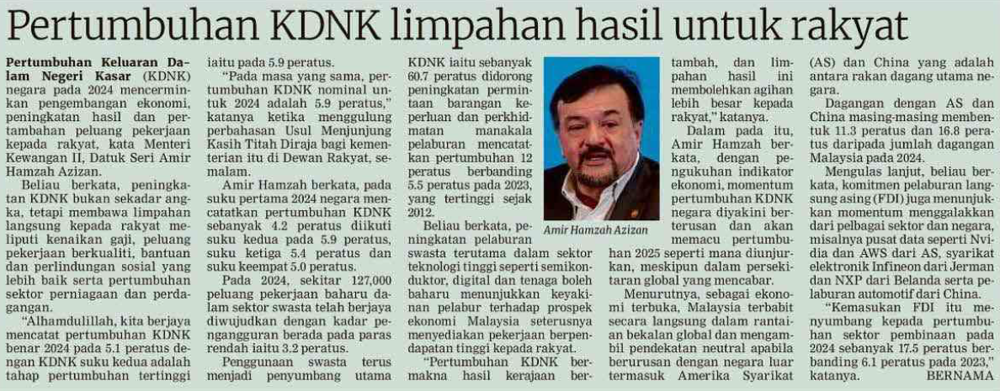 Pertumbuhan KDNK limpahan hasil untuk rakyat
Pertumbuhan Keluaran Da-
lam Negeri Kasar (KDNK)
negara pada 2024 mencermin-
kan pengembangan ekonomi,
peningkatan hasil dan per-
tambahan peluang pekerjaan
kepada rakyat, kata Menteri
Kewangan II, Datuk Seri Amir
Hamzah Azizan.
Beliau berkata, peningka-
tan KDNK bukan sekadar ang-
ka, tetapi membawa limpahan
langsung kepada rakyat me-
liputi kenaikan gaji, peluang
pekerjaan berkualiti, bantuan
dan perlindungan sosial yang
lebih baik serta pertumbuhan
sektor perniagaan dan perda-
gangan.
"Alhamdulillah, kita berjaya
mencatat pertumbuhan KDNK
benar 2024 pada 5.1 peratus de-
ngan KDNK suku kedua adalah
tahap pertumbuhan tertinggi
iaitu pada 5.9 peratus.
"Pada masa yang sama, per-
tumbuhan KDNK nominal un-
tuk 2024 adalah 5.9 peratus,"
katanya ketika menggulung
perbahasan Usul Menjunjung
Kasih Titah Diraja bagi kemen-
terian itu di Dewan Rakyat, se-
malam.
Amir Hamzah berkata, pada
suku pertama 2024 negara men-
catatkan pertumbuhan KDNK
sebanyak 4.2 peratus diikuti
suku kedua pada 5.9 peratus,
suku ketiga 5.4 peratus dan
suku keempat 5.0 peratus.
Pada 2024, sekitar 127,000
peluang pekerjaan baharu da-
lam sektor swasta telah berjaya
diwujudkan dengan kadar pe-
ngangguran berada pada paras
rendah iaitu 3.2 peratus.
Penggunaan swasta terus
menjadi penyumbang utama
KDNK iaitu sebanyak
60.7 peratus didorong
peningkatan permin-
taan barangan ke-
perluan dan perkhid-
matan manakala
pelaburan mencatat-
kan pertumbuhan 12
peratus berbanding
5.5 peratus pada 2023,
yang tertinggi sejak
2012.
Beliau berkata, pe-
ningkatan pelaburan
swasta terutama dalam sektor
teknologi tinggi seperti semikon-
duktor, digital dan tenaga boleh
baharu menunjukkan keyaki-
nan pelabur terhadap prospek
ekonomi Malaysia seterusnya
menyediakan pekerjaan berpen-
dapatan tinggi kepada rakyat.
"Pertumbuhan KDNK ber-
makna hasil kerajaan ber-
Amir Hamzah Azizan
tambah, dan lim-
pahan hasil ini
membolehkan agihan
lebih besar kepada
rakyat," katanya.
Dalam pada itu,
Amir Hamzah ber-
kata, dengan pe-
ngukuhan indikator
ekonomi, momentum
pertumbuhan KDNK
negara diyakini ber-
terusan dan akan
memacu pertumbu-
han 2025 seperti mana diunjur-
kan, meskipun dalam perseki-
taran global yang mencabar.
Menurutnya, sebagai ekono-
mi terbuka, Malaysia terbabit
secara langsung dalam rantai-
an bekalan global dan mengam-
bil pendekatan neutral apabila
berurusan dengan negara luar
termasuk Amerika Syarikat
(AS) dan China yang adalah
antara rakan dagang utama ne-
gara.
Dagangan dengan AS dan
China masing-masing memben-
tuk 11.3 peratus dan 16.8 pera-
tus daripada jumlah dagangan
Malaysia pada 2024.
Mengulas lanjut, beliau ber-
kata, komitmen pelaburan lang-
sung asing (FDI) juga menunjuk-
kan momentum menggalakkan
dari pelbagai sektor dan negara,
misalnya pusat data seperti Nvi-
dia dan AWS dari AS, syarikat
elektronik Infineon dari Jerman
dan NXP dari Belanda serta pe-
laburan automotif dari China.
"Kemasukan FDI itu me-
nyumbang kepada pertumbu-
han sektor pembinaan pada
2024 sebanyak 17.5 peratus ber-
banding 6.1 peratus pada 2023,"
katanya. BERNAMA